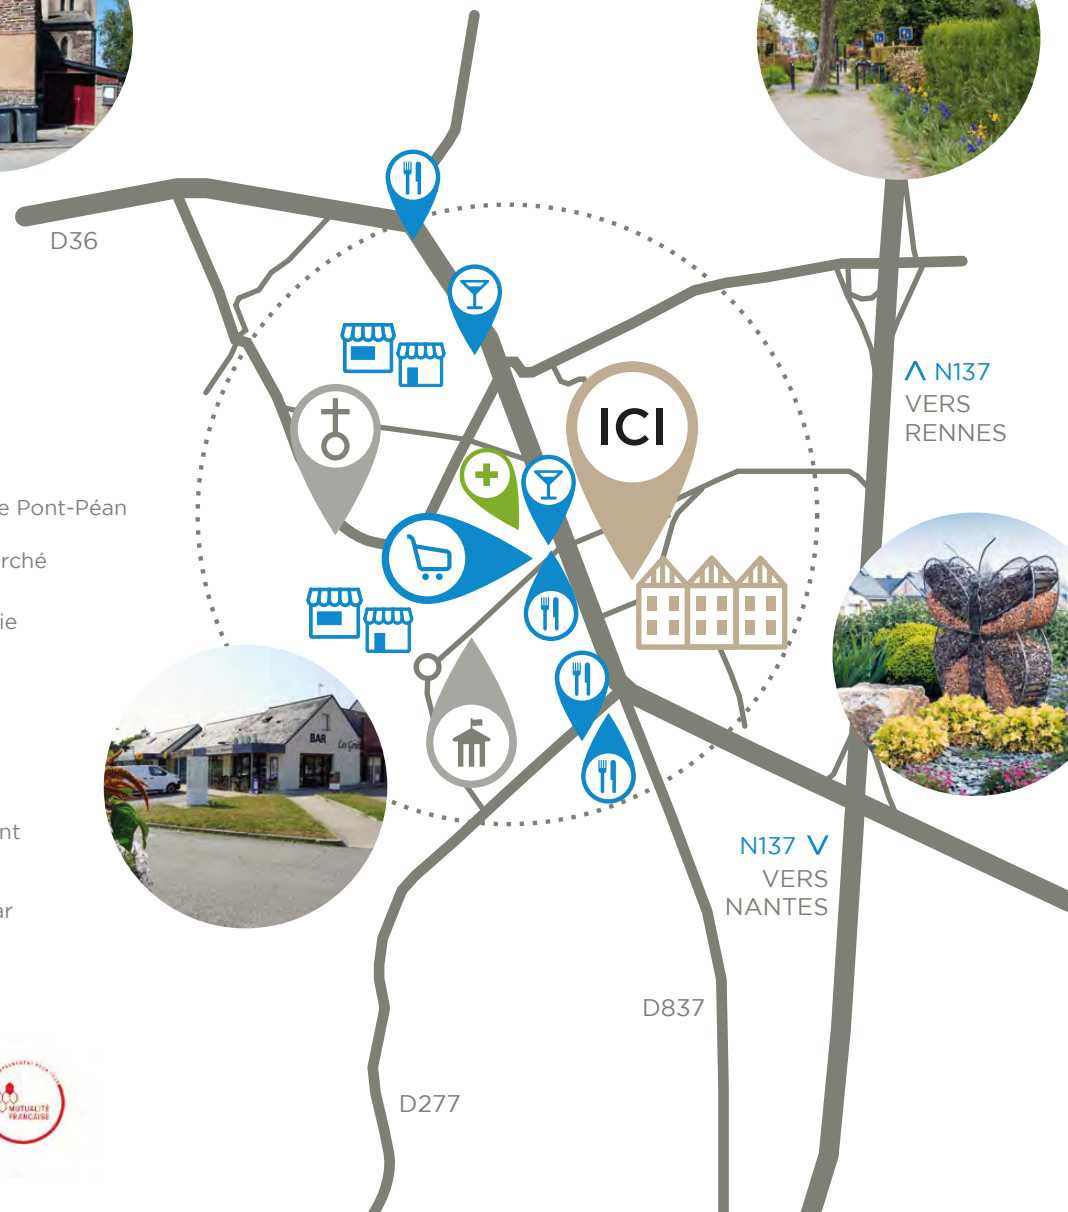 D36
ICI
N137
VERS
RENNES
e Pont-Péan
rché
ie
BAR
nt
ar
N137
VERS
NANTES
D837
D277
MUTUALITÉ
FRANÇAISE